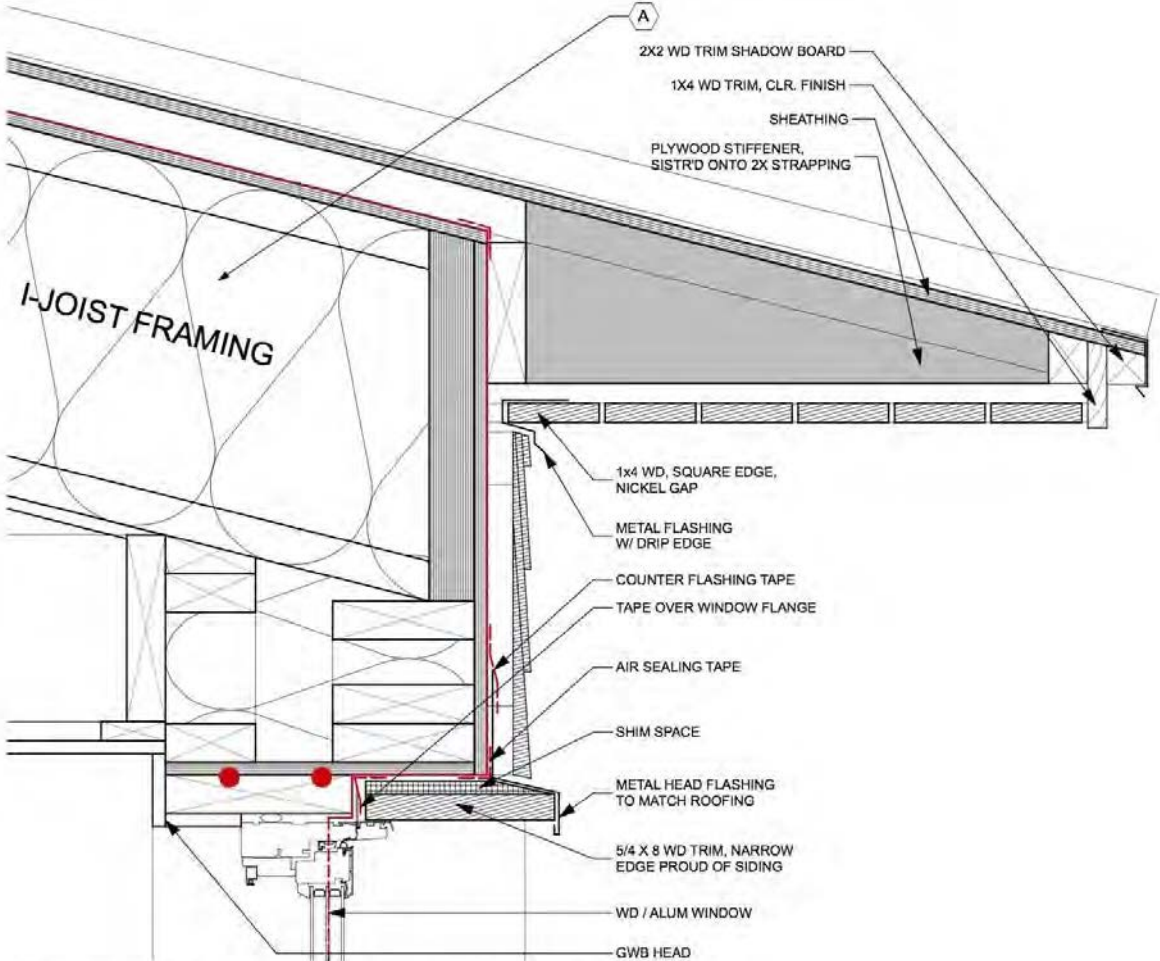 A
2X2 WD TRIM SHADOW BOARD
1X4 WD TRIM, CLR. FINISH
SHEATHING
PLYWOOD STIFFENER,
SISTR'D ONTO 2X STRAPPING
I-JOIST FRAMING
1x4 WD, SQUARE EDGE,
NICKEL GAP
METAL FLASHING
W/ DRIP EDGE
COUNTER FLASHING TAPE
TAPE OVER WINDOW FLANGE
AIR SEALING TAPE
SHIM SPACE
METAL HEAD FLASHING
TO MATCH ROOFING
5/4 X 8 WD TRIM, NARROW
EDGE PROUD OF SIDING
WD / ALUM WINDOW
GWB HEAD